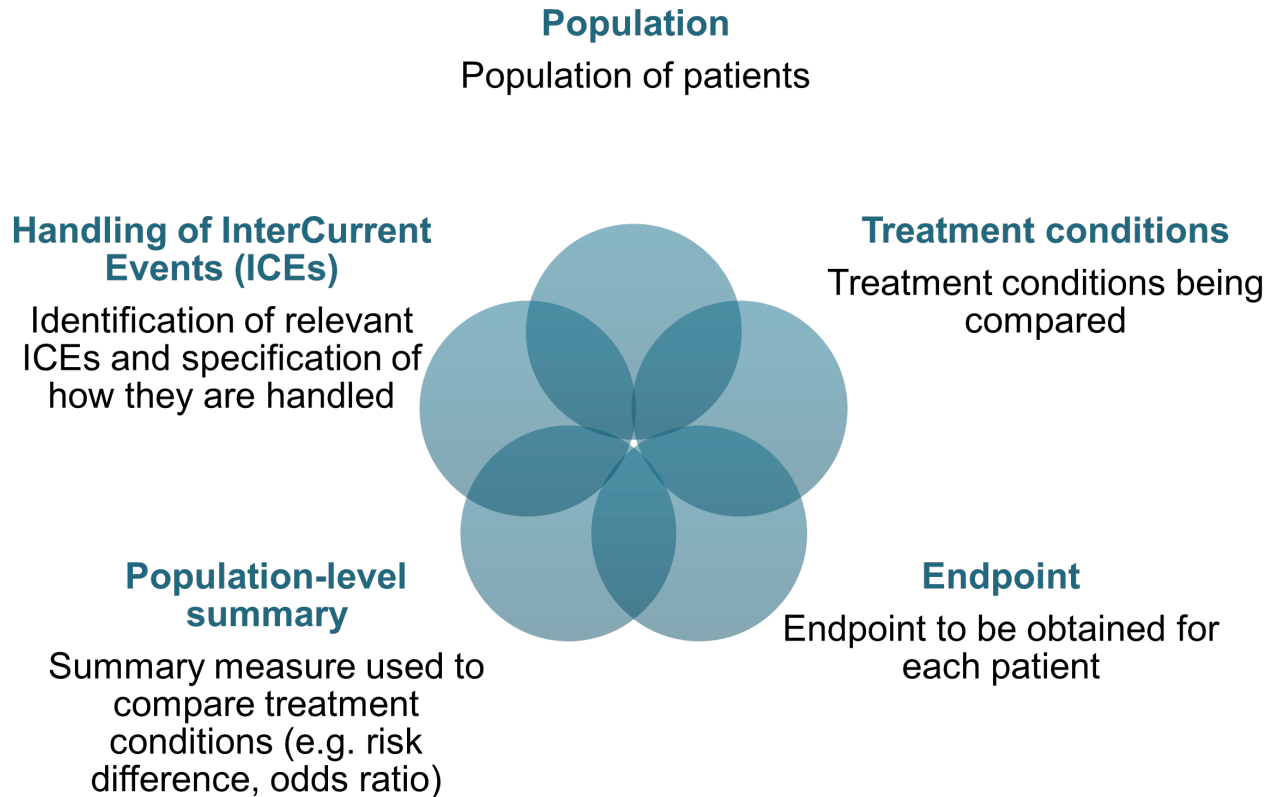 Population
Population of patients
Handling of InterCurrent
Events (ICEs)
Identification of relevant
ICEs and specification of
how they are handled
Treatment conditions
Treatment conditions being
compared
Population-level
summary
Summary measure used to
compare treatment
conditions (e.g. risk
difference, odds ratio)
Endpoint
Endpoint to be obtained for
each patient